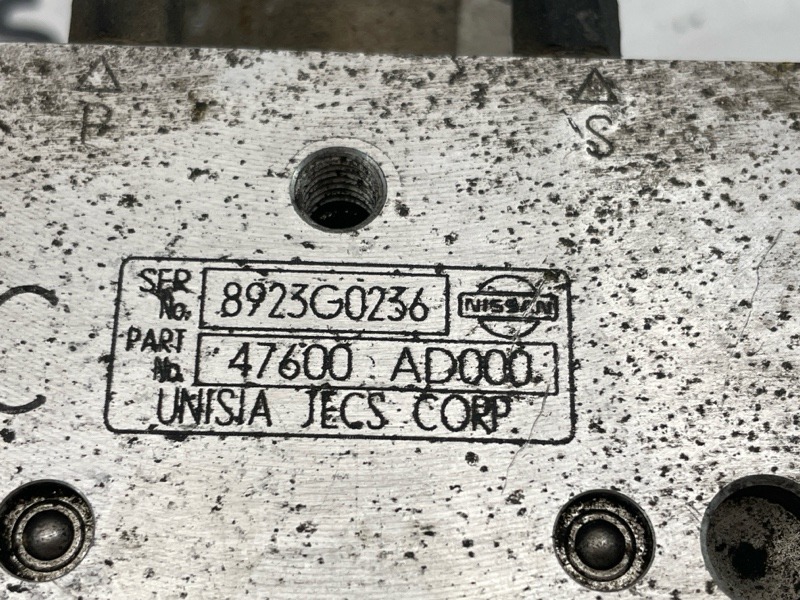 P S
SER No. 8923G0236 NISSAN
PART No. 47600 AD000
UNISIA JECS CORP
C